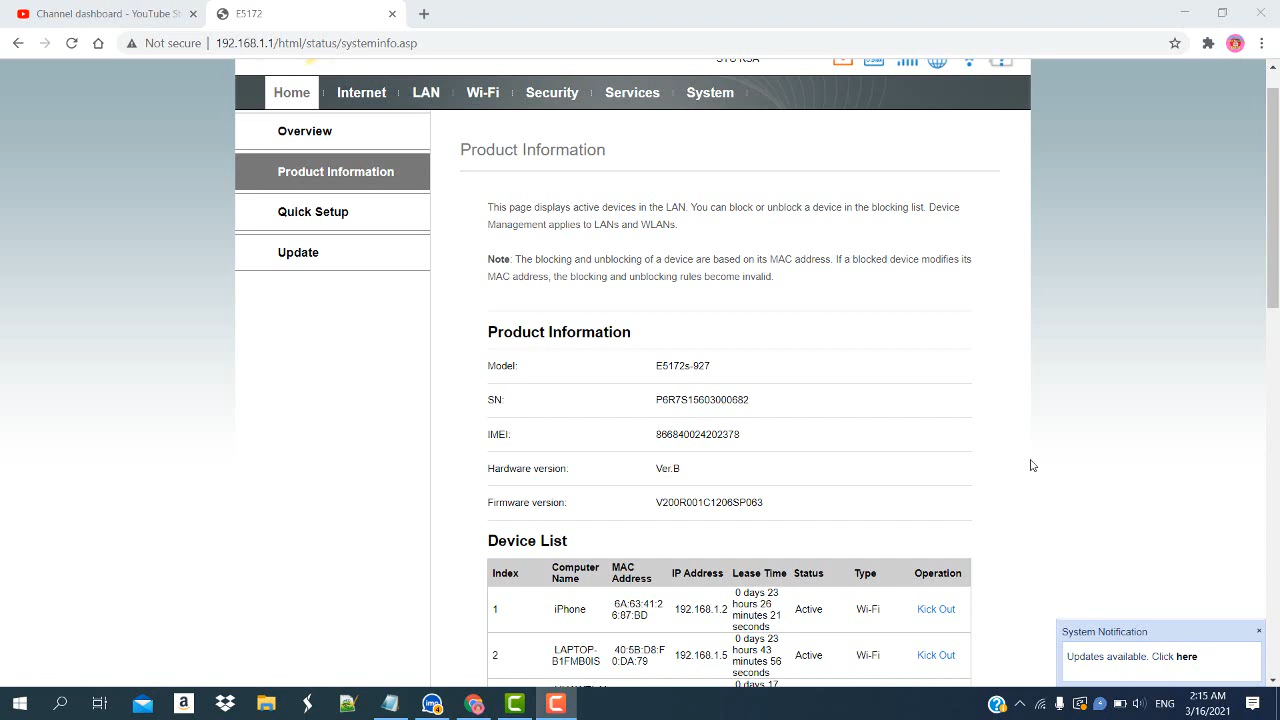 Channel dashboard - YouTube St
E5172
Not secure
192.168.1.1/html/status/systeminfo.asp
STC KSA
Home
Internet
LAN
Wi-Fi
Security
Services
System
Overview
Product Information
Quick Setup
Update
Product Information
This page displays active devices in the LAN. You can block or unblock a device in the blocking list. Device
Management applies to LANs and WLANs.
Note: The blocking and unblocking of a device are based on its MAC address. If a blocked device modifies its
MAC address, the blocking and unblocking rules become invalid.
Product Information
Model: E5172s-927
SN: P6R7S15603000682
IMEI: 866840024202378
Hardware version: Ver.B
Firmware version: V200R001C1206SP063
Device List
Index
Computer
Name
MAC
Address
IP Address
Lease Time
Status
Type
Operation
1
iPhone
6A:63:41:2
6:87:BD
192.168.1.2
0 days 23
hours 26
minutes 21
seconds
Active
Wi-Fi
Kick Out
2
LAPTOP-
B1FMB0IS
40:5B:D8:F
0:DA:79
192.168.1.5
0 days 23
hours 43
minutes 56
seconds
Active
Wi-Fi
Kick Out
0 days 17
System Notification
Updates available. Click here
imo
4
ENG
2:15 AM
3/16/2021